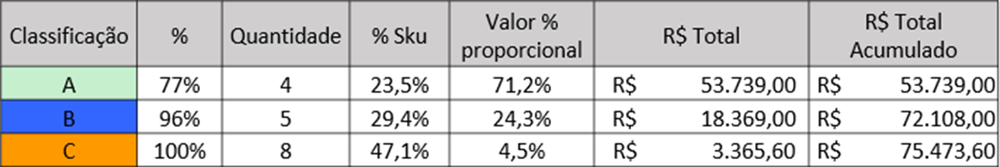 Classificação % Quantidade % Sku Valor % proporcional R$ Total R$ Total Acumulado
A 77% 4 23,5% 71,2% R$ 53.739,00 R$ 53.739,00
B 96% 5 29,4% 24,3% R$ 18.369,00 R$ 72.108,00
C 100% 8 47,1% 4,5% R$ 3.365,60 R$ 75.473,60